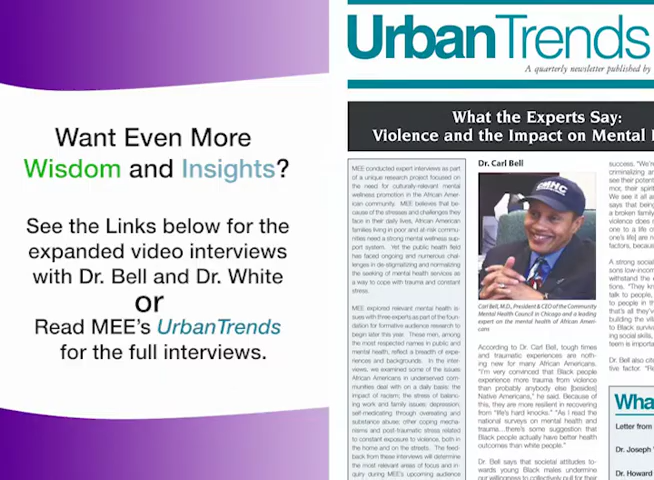 Want Even More
Wisdom and Insights?
See the Links below for the
expanded video interviews
with Dr. Bell and Dr. White
or
Read MEE's UrbanTrends
for the full interviews.
UrbanTrends
A quarterly newsletter published by
What the Experts Say:
Violence and the Impact on Mental
MEE conducted expert interviews as part
of a unique research project focused on
the need for culturally-relevant mental
wellness promotion in the African Amer-
ican community. MEE believes that be-
cause of the stresses and challenges they
face in their daily lives, African American
families living in poor and at-risk commu-
nities need a strong mental wellness sup-
port system. Yet the public health field
has faced ongoing and numerous chal-
lenges in de-stigmatizing and normalizing
the seeking of mental health services as
a way to cope with trauma and constant
stress.
MEE explored relevant mental health is-
sues with three experts as part of the foun-
dation for formative audience research to
begin later this year. These men, among
the most respected names in public and
mental health, reflect a breadth of experi-
ences and backgrounds. In the inter-
views, we examined some of the issues
African Americans in underserved com-
munities deal with on a daily basis: the
impact of racism; the stress of balanc-
ing work and family issues; depression;
self-medicating through overeating and
substance abuse; other coping mecha-
nisms and post-traumatic stress related
to constant exposure to violence, both in
the home and on the streets. The feed-
back from these interviews will determine
the most relevant areas of focus and in-
quiry during MEE's upcoming audience
Dr. Carl Bell
CMHC
Carl Bell, M.D., President & CEO of the Community
Mental Health Council in Chicago and a leading
expert on the mental health of African Ameri-
cans
According to Dr. Carl Bell, tough times
and traumatic experiences are noth-
ing new for many African Americans.
"I'm very convinced that Black people
experience more trauma from violence
than probably anybody else [besides]
Native Americans," he said. Because of
this, they are more resilient in recovering
from "life's hard knocks." "As I read the
national surveys on mental health and
trauma...there's some suggestion that
Black people actually have better health
outcomes than white people."
Dr. Bell says that societal attitudes to-
wards young Black males undermine
our willingness to collectively pull for their
success. "We're
criminalizing a
see their poten
mor, their spiri
We see it all a
says that being
a broken family
violence does n
to a life o
one's life] are n
factors, becaus
A strong social
sons low-incom
withstand the e
tions. "They k
talk to people,
to people in th
that's all they'v
building the vill
to Black surviv
ing social skills,
teem is importa
Dr. Bell also cit
tive factor. "Re
Wha
Letter from
Dr. Joseph
Dr. Howard